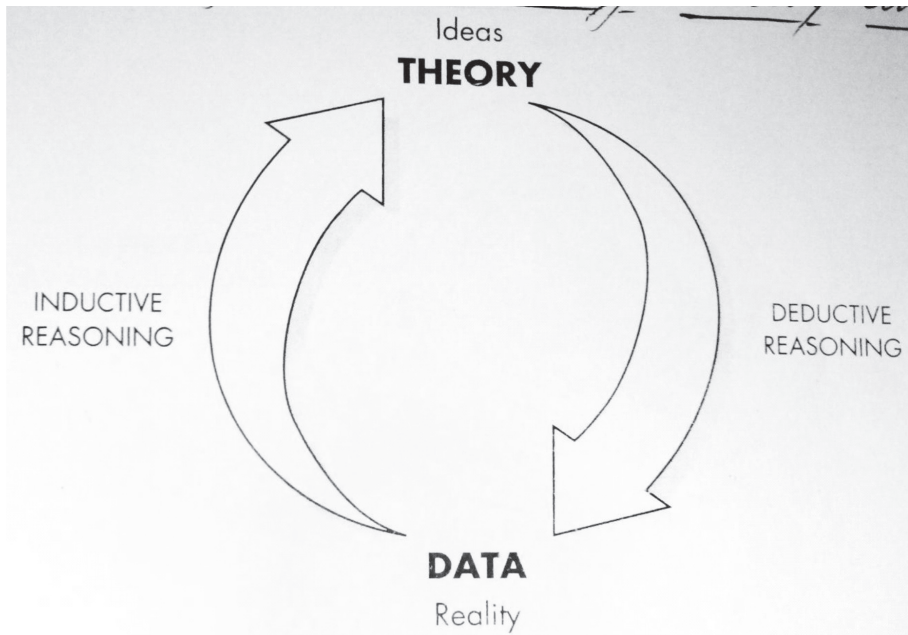 Ideas
THEORY
INDUCTIVE
REASONING
DEDUCTIVE
REASONING
DATA
Reality